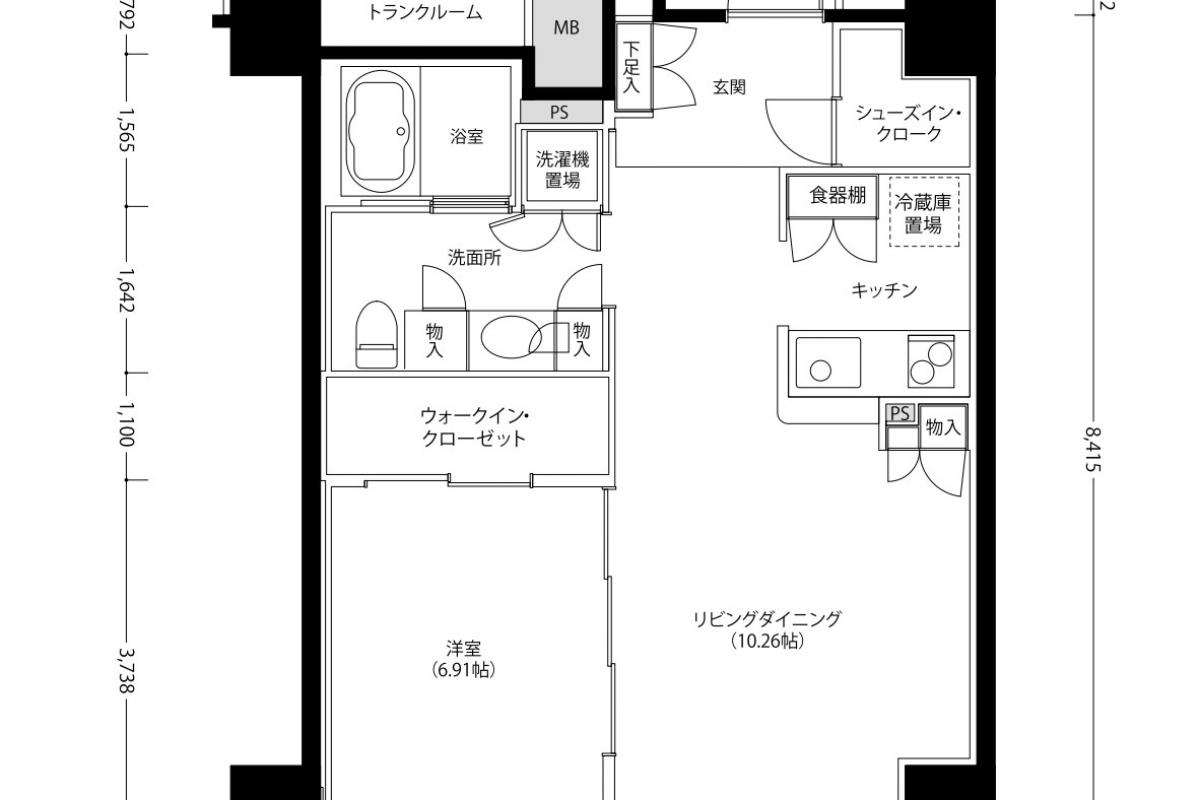 トランクルーム
MB
下足入
玄関
シューズイン・
クローク
PS
浴室
洗濯機
置場
食器棚
冷蔵庫
置場
洗面所
キッチン
物入
物入
ウォークイン・
クローゼット
PS
物入
リビングダイニング
(10.26帖)
洋室
(6.91帖)
792
1,565
1,642
1,100
3,738
2
8,415